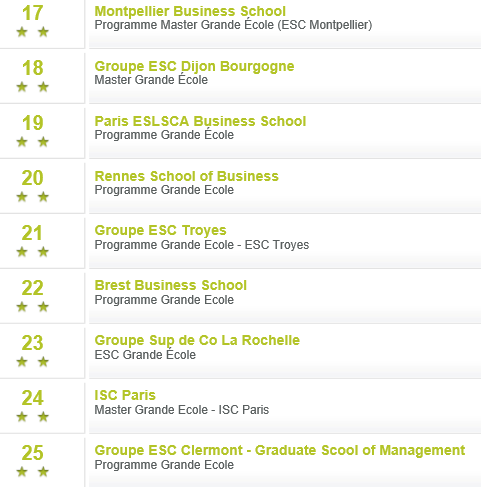 17
Montpellier Business School
Programme Master Grande École (ESC Montpellier)
18
Groupe ESC Dijon Bourgogne
Master Grande École
19
Paris ESLSCA Business School
Programme Grande École
20
Rennes School of Business
Programme Grande Ecole
21
Groupe ESC Troyes
Programme Grande Ecole - ESC Troyes
22
Brest Business School
Programme Grande Ecole
23
Groupe Sup de Co La Rochelle
ESC Grande École
24
ISC Paris
Master Grande Ecole - ISC Paris
25
Groupe ESC Clermont - Graduate Scool of Management
Programme Grande Ecole